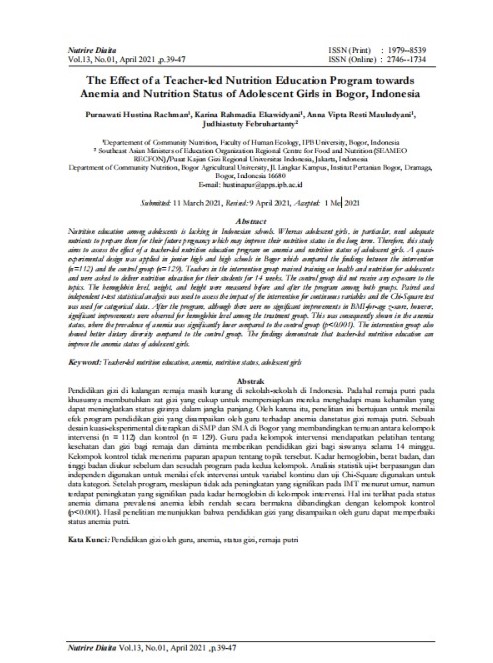 Nutrire Diaita ISSN (Print) : 1979--8539
Vol.13, No.01, April 2021 ,p.39-47 ISSN (Online) : 2746--1734
The Effect of a Teacher-led Nutrition Education Program towards
Anemia and Nutrition Status of Adolescent Girls in Bogor, Indonesia
Purnawati Hustina Rachman¹, Karina Rahmadia Ekawidyani¹, Anna Vipta Resti Mauludyani¹,
Judhiastuty Februhartanty²
¹Departement of Community Nutrition, Faculty of Human Ecology, IPB University, Bogor, Indonesia
² Southeast Asian Ministers of Education Organization Regional Centre for Food and Nutrition (SEAMEO
RECFON)/Pusat Kajian Gizi Regional Universitas Indonesia, Jakarta, Indonesia
Department of Community Nutrition, Bogor Agricultural University, Jl. Lingkar Kampus, Institut Pertanian Bogor, Dramaga,
Bogor, Indonesia 16680
E-mail: hustinapur@apps.ipb.ac.id
Submitted: 11 March 2021, Revised: 9 April 2021, Accepted: 1 Mei 2021
Abstract
Nutrition education among adolescents is lacking in Indonesian schools. Whereas adolescent girls, in particular, need adequate
nutrients to prepare them for their future pregnancy which may improve their nutrition status in the long term. Therefore, this study
aims to assess the effect of a teacher-led nutrition education program on anemia and nutrition status of adolescent girls. A quasi-
experimental design was applied in junior high and high schools in Bogor which compared the findings between the intervention
(n=112) and the control group (n=129). Teachers in the intervention group received training on health and nutrition for adolescents
and were asked to deliver nutrition education for their students for 14 weeks. The control group did not receive any exposure to the
topics. The hemoglobin level, weight, and height were measured before and after the program among both groups. Paired and
independent t-test statistical analysis was used to assess the impact of the intervention for continuous variables and the Chi-Square test
was used for categorical data. After the program, although there were no significant improvements in BMI-for-age z-score, however,
significant improvements were observed for hemoglobin level among the treatment group. This was consequently shown in the anemia
status, where the prevalence of anemia was significantly lower compared to the control group (p<0.001). The intervention group also
showed better dietary diversity compared to the control group. The findings demonstrate that teacher-led nutrition education can
improve the anemia status of adolescent girls.
Keyword: Teacher-led nutrition education, anemia, nutrition status, adolescent girls
Abstrak
Pendidikan gizi di kalangan remaja masih kurang di sekolah-sekolah di Indonesia. Padahal remaja putri pada
khususnya membutuhkan zat gizi yang cukup untuk mempersiapkan mereka menghadapi masa kehamilan yang
dapat meningkatkan status gizinya dalam jangka panjang. Oleh karena itu, penelitian ini bertujuan untuk menilai
efek program pendidikan gizi yang disampaikan oleh guru terhadap anemia danstatus gizi remaja putri. Sebuah
desain kuasi-eksperimental diterapkan di SMP dan SMA di Bogor yang membandingkan temuan antara kelompok
intervensi (n = 112) dan kontrol (n = 129). Guru pada kelompok intervensi mendapatkan pelatihan tentang
kesehatan dan gizi bagi remaja dan diminta memberikan pendidikan gizi bagi siswanya selama 14 minggu.
Kelompok kontrol tidak menerima paparan apapun tentang topik tersebut. Kadar hemoglobin, berat badan, dan
tinggi badan diukur sebelum dan sesudah program pada kedua kelompok. Analisis statistik uji-t berpasangan dan
independen digunakan untuk menilai efek intervensi untuk variabel kontinu dan uji Chi-Square digunakan untuk
data kategori. Setelah program, meskipun tidak ada peningkatan yang signifikan pada IMT menurut umur, namun
terdapat peningkatan yang signifikan pada kadar hemoglobin di kelompok intervensi. Hal ini terlihat pada status
anemia dimana prevalensi anemia lebih rendah secara bermakna dibandingkan dengan kelompok kontrol
(p<0.001). Hasil penelitian menunjukkan bahwa pendidikan gizi yang disampaikan oleh guru dapat memperbaiki
status anemia putri.
Kata Kunci: Pendidikan gizi oleh guru, anemia, status gizi, remaja putri
Nutrire Diaita Vol.13, No.01, April 2021 ,p.39-47